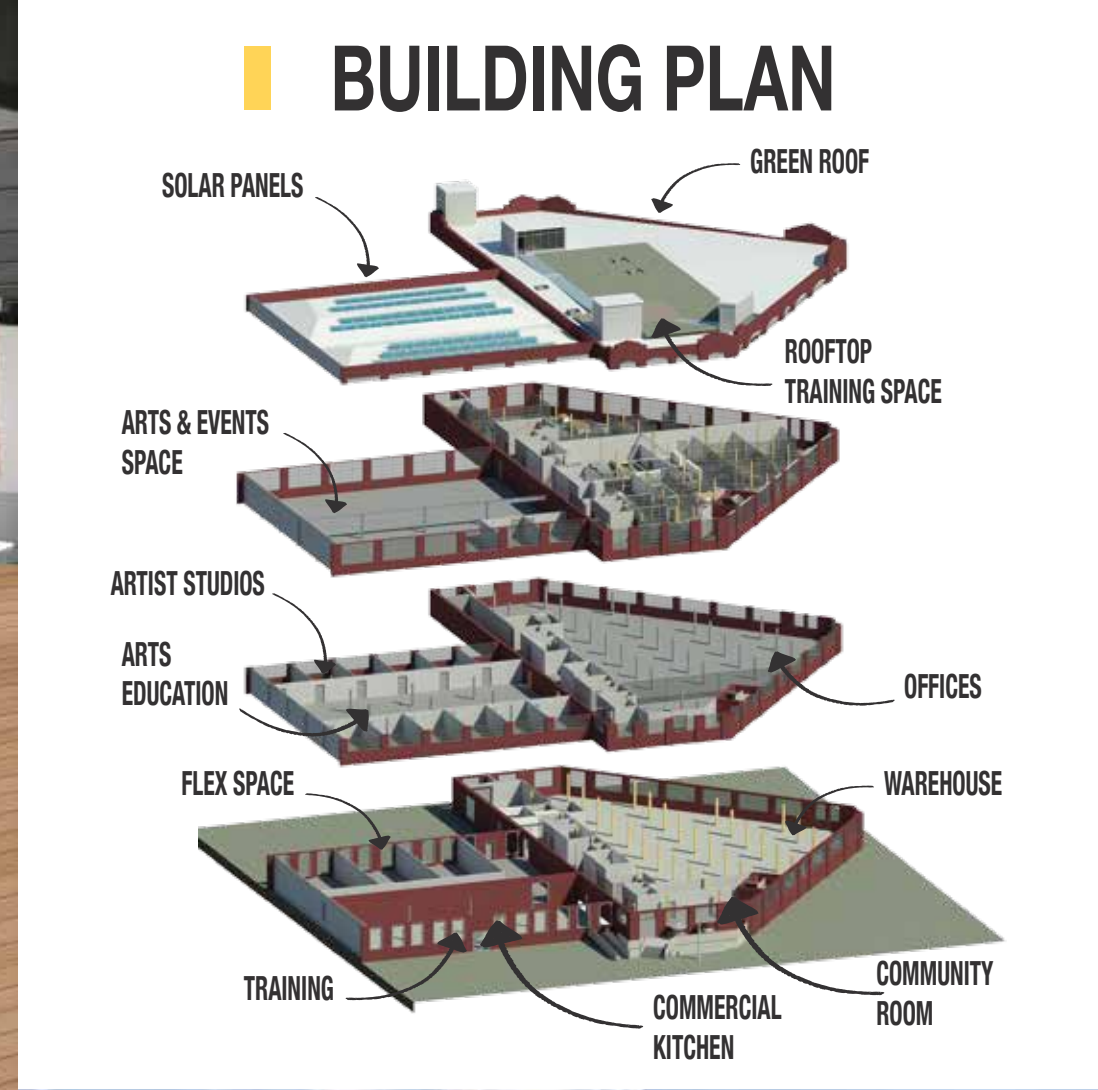 BUILDING PLAN
GREEN ROOF
SOLAR PANELS
ROOFTOP
TRAINING SPACE
ARTS & EVENTS
SPACE
ARTIST STUDIOS
ARTS
EDUCATION
OFFICES
FLEX SPACE
WAREHOUSE
TRAINING
COMMERCIAL
KITCHEN
COMMUNITY
ROOM